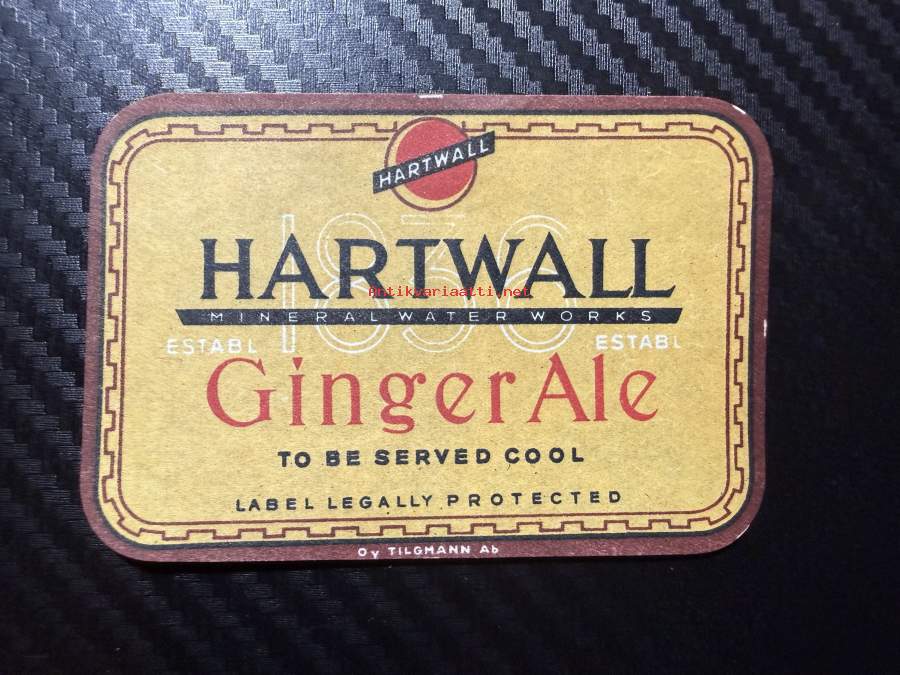 HARTWALL
1836
HARTWALL
Antikvariaatti.net
MINERAL WATER WORKS
ESTABL ESTABL
Ginger Ale
TO BE SERVED COOL
LABEL LEGALLY PROTECTED
Oy TILGMANN Ab